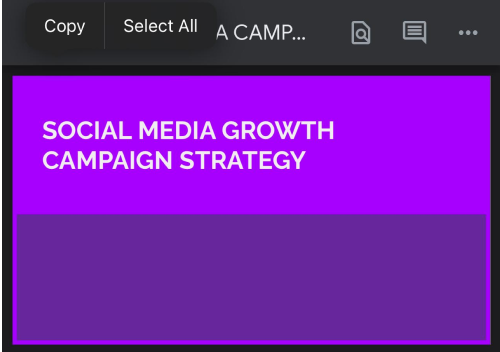 Copy
Select All
A CAMP...
SOCIAL MEDIA GROWTH
CAMPAIGN STRATEGY